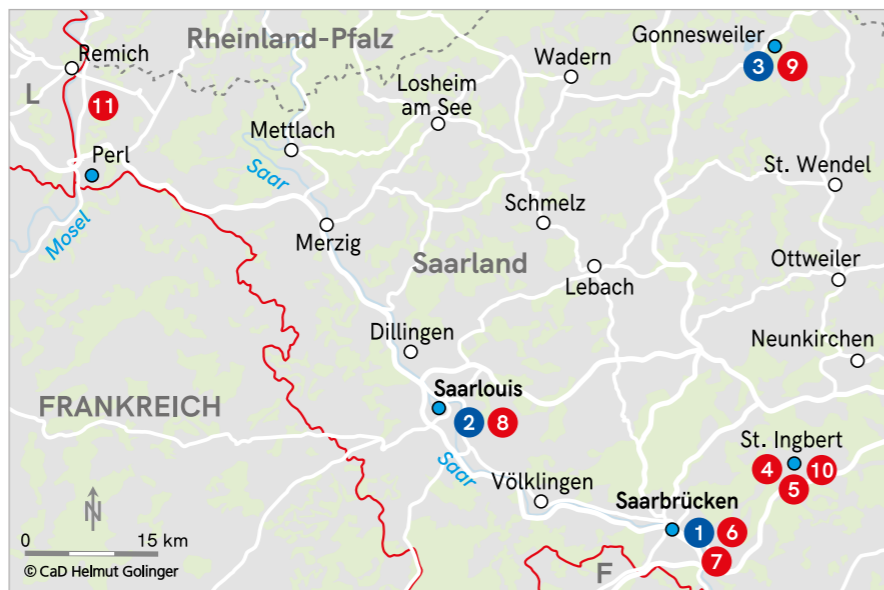 Rheinland-Pfalz
Remich
L
11
Perl
Mosel
Mettlach
Saar
Losheim
am See
Wadern
Gonnesweiler
3 9
St. Wendel
Merzig
Schmelz
Saarland
Lebach
Ottweiler
Dillingen
Neunkirchen
FRANKREICH
Saarlouis
2 8
Saar
Völklingen
St. Ingbert
4 10
5
Saarbrücken
1 6
7
F
N
0 15 km
© CaD Helmut Golinger